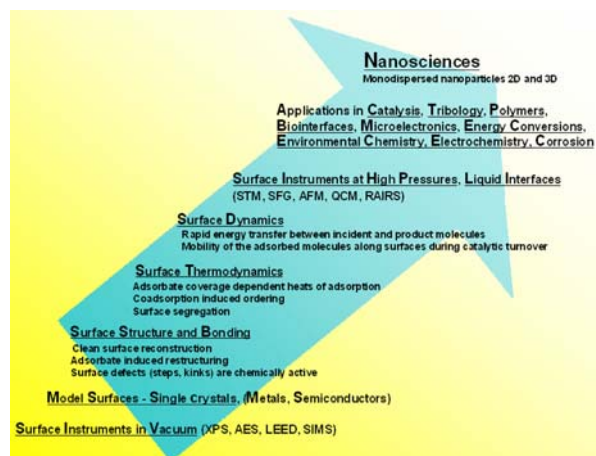 Nanosciences
Monodispersed nanoparticles 2D and 3D
Applications in Catalysis, Tribology, Polymers,
Biointerfaces, Microelectronics, Energy Conversions,
Environmental Chemistry, Electrochemistry, Corrosion
Surface Instruments at High Pressures, Liquid Interfaces
(STM, SFG, AFM, QCM, RAIRS)
Surface Dynamics
Rapid energy transfer between incident and product molecules
Mobility of the adsorbed molecules along surfaces during catalytic turnover
Surface Thermodynamics
Adsorbate coverage dependent heats of adsorption
Coadsorption induced ordering
Surface segregation
Surface Structure and Bonding
Clean surface reconstruction
Adsorbate induced restructuring
Surface defects (steps, kinks) are chemically active
Model Surfaces - Single Crystals, (Metals, Semiconductors)
Surface Instruments in Vacuum (XPS, AES, LEED, SIMS)